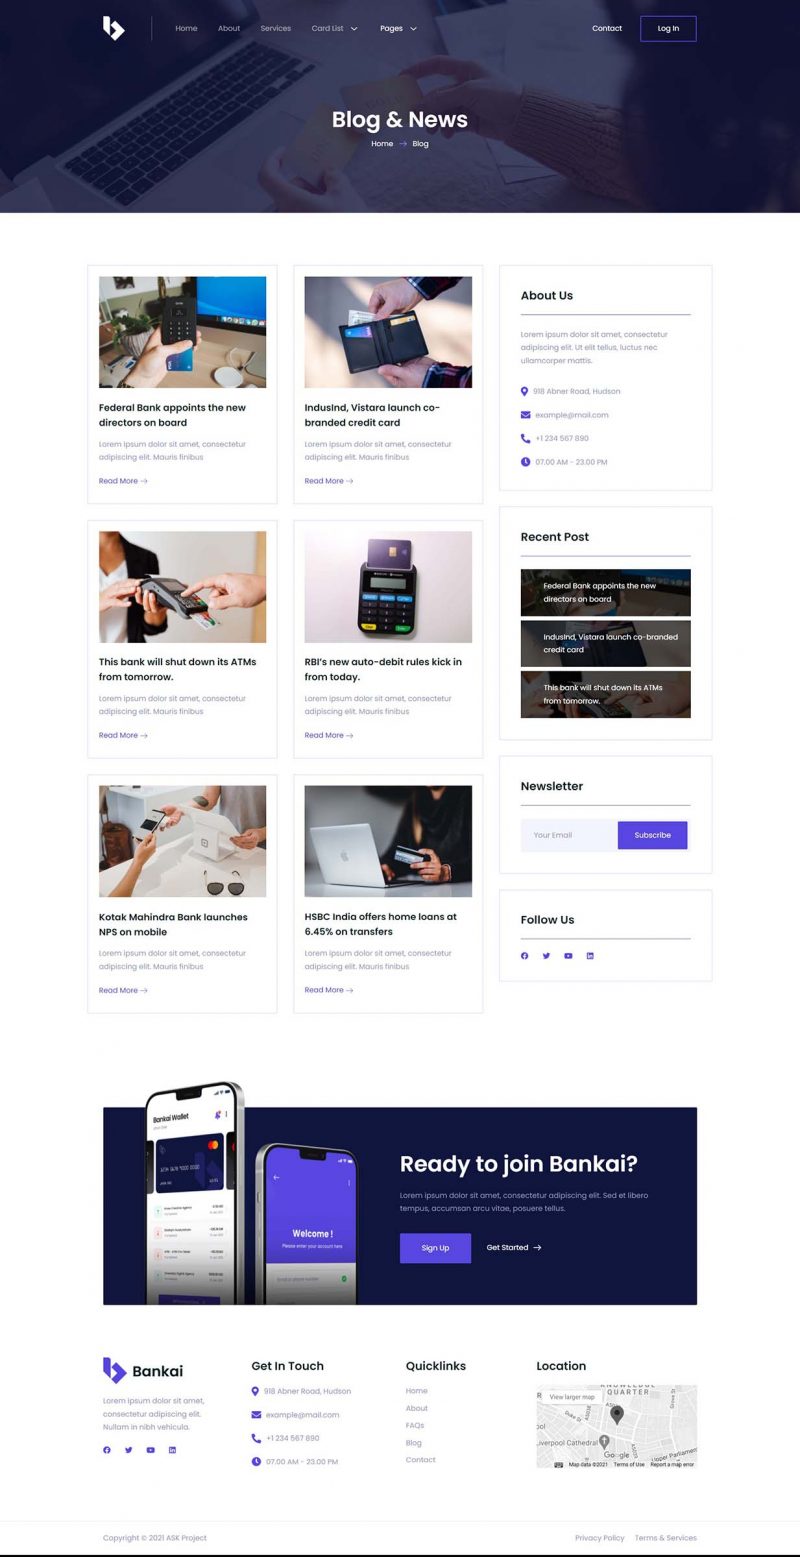 Home
About
Services
Card List
Pages
Contact
Log In
Blog & News
Home → Blog
Federal Bank appoints the new
directors on board
Lorem ipsum dolor sit amet, consectetur
adipiscing elit. Mauris finibus
Read More →
IndusInd, Vistara launch co-
branded credit card
Lorem ipsum dolor sit amet, consectetur
adipiscing elit. Mauris finibus
Read More →
This bank will shut down its ATMs
from tomorrow.
Lorem ipsum dolor sit amet, consectetur
adipiscing elit. Mauris finibus
Read More →
RBI's new auto-debit rules kick in
from today.
Lorem ipsum dolor sit amet, consectetur
adipiscing elit. Mauris finibus
Read More →
Kotak Mahindra Bank launches
NPS on mobile
Lorem ipsum dolor sit amet, consectetur
adipiscing elit. Mauris finibus
Read More →
HSBC India offers home loans at
6.45% on transfers
Lorem ipsum dolor sit amet, consectetur
adipiscing elit. Mauris finibus
Read More →
About Us
Lorem ipsum dolor sit amet, consectetur
adipiscing elit. Ut elit tellus, luctus nec
ullamcorper mattis.
918 Abner Road, Hudson
example@mail.com
+1 234 567 890
07.00 AM - 23.00 PM
Recent Post
Federal Bank appoints the new
directors on board
IndusInd, Vistara launch co-branded
credit card
This bank will shut down its ATMs
from tomorrow.
Newsletter
Your Email
Subscribe
Follow Us
Bankai Wallet
Welcome !
Please enter your account here
Ready to join Bankai?
Lorem ipsum dolor sit amet, consectetur adipiscing elit. Sed et libero
tempus, accumsan arcu vitae, posuere tellus.
Sign Up
Get Started →
Bankai
Lorem ipsum dolor sit amet,
consectetur adipiscing elit.
Nullam in nibh vehicula.
Get In Touch
918 Abner Road, Hudson
example@mail.com
+1 234 567 890
07.00 AM - 23.00 PM
Quicklinks
Home
About
FAQs
Blog
Contact
Location
KNOWLEDGE
QUARTER
View larger map
Duke St
Grove St
A5038
Liverpool Cathedral
Google
Upper Parliament
Map data ©2021
Terms of Use
Report a map error
Copyright © 2021 ASK Project
Privacy Policy
Terms & Services